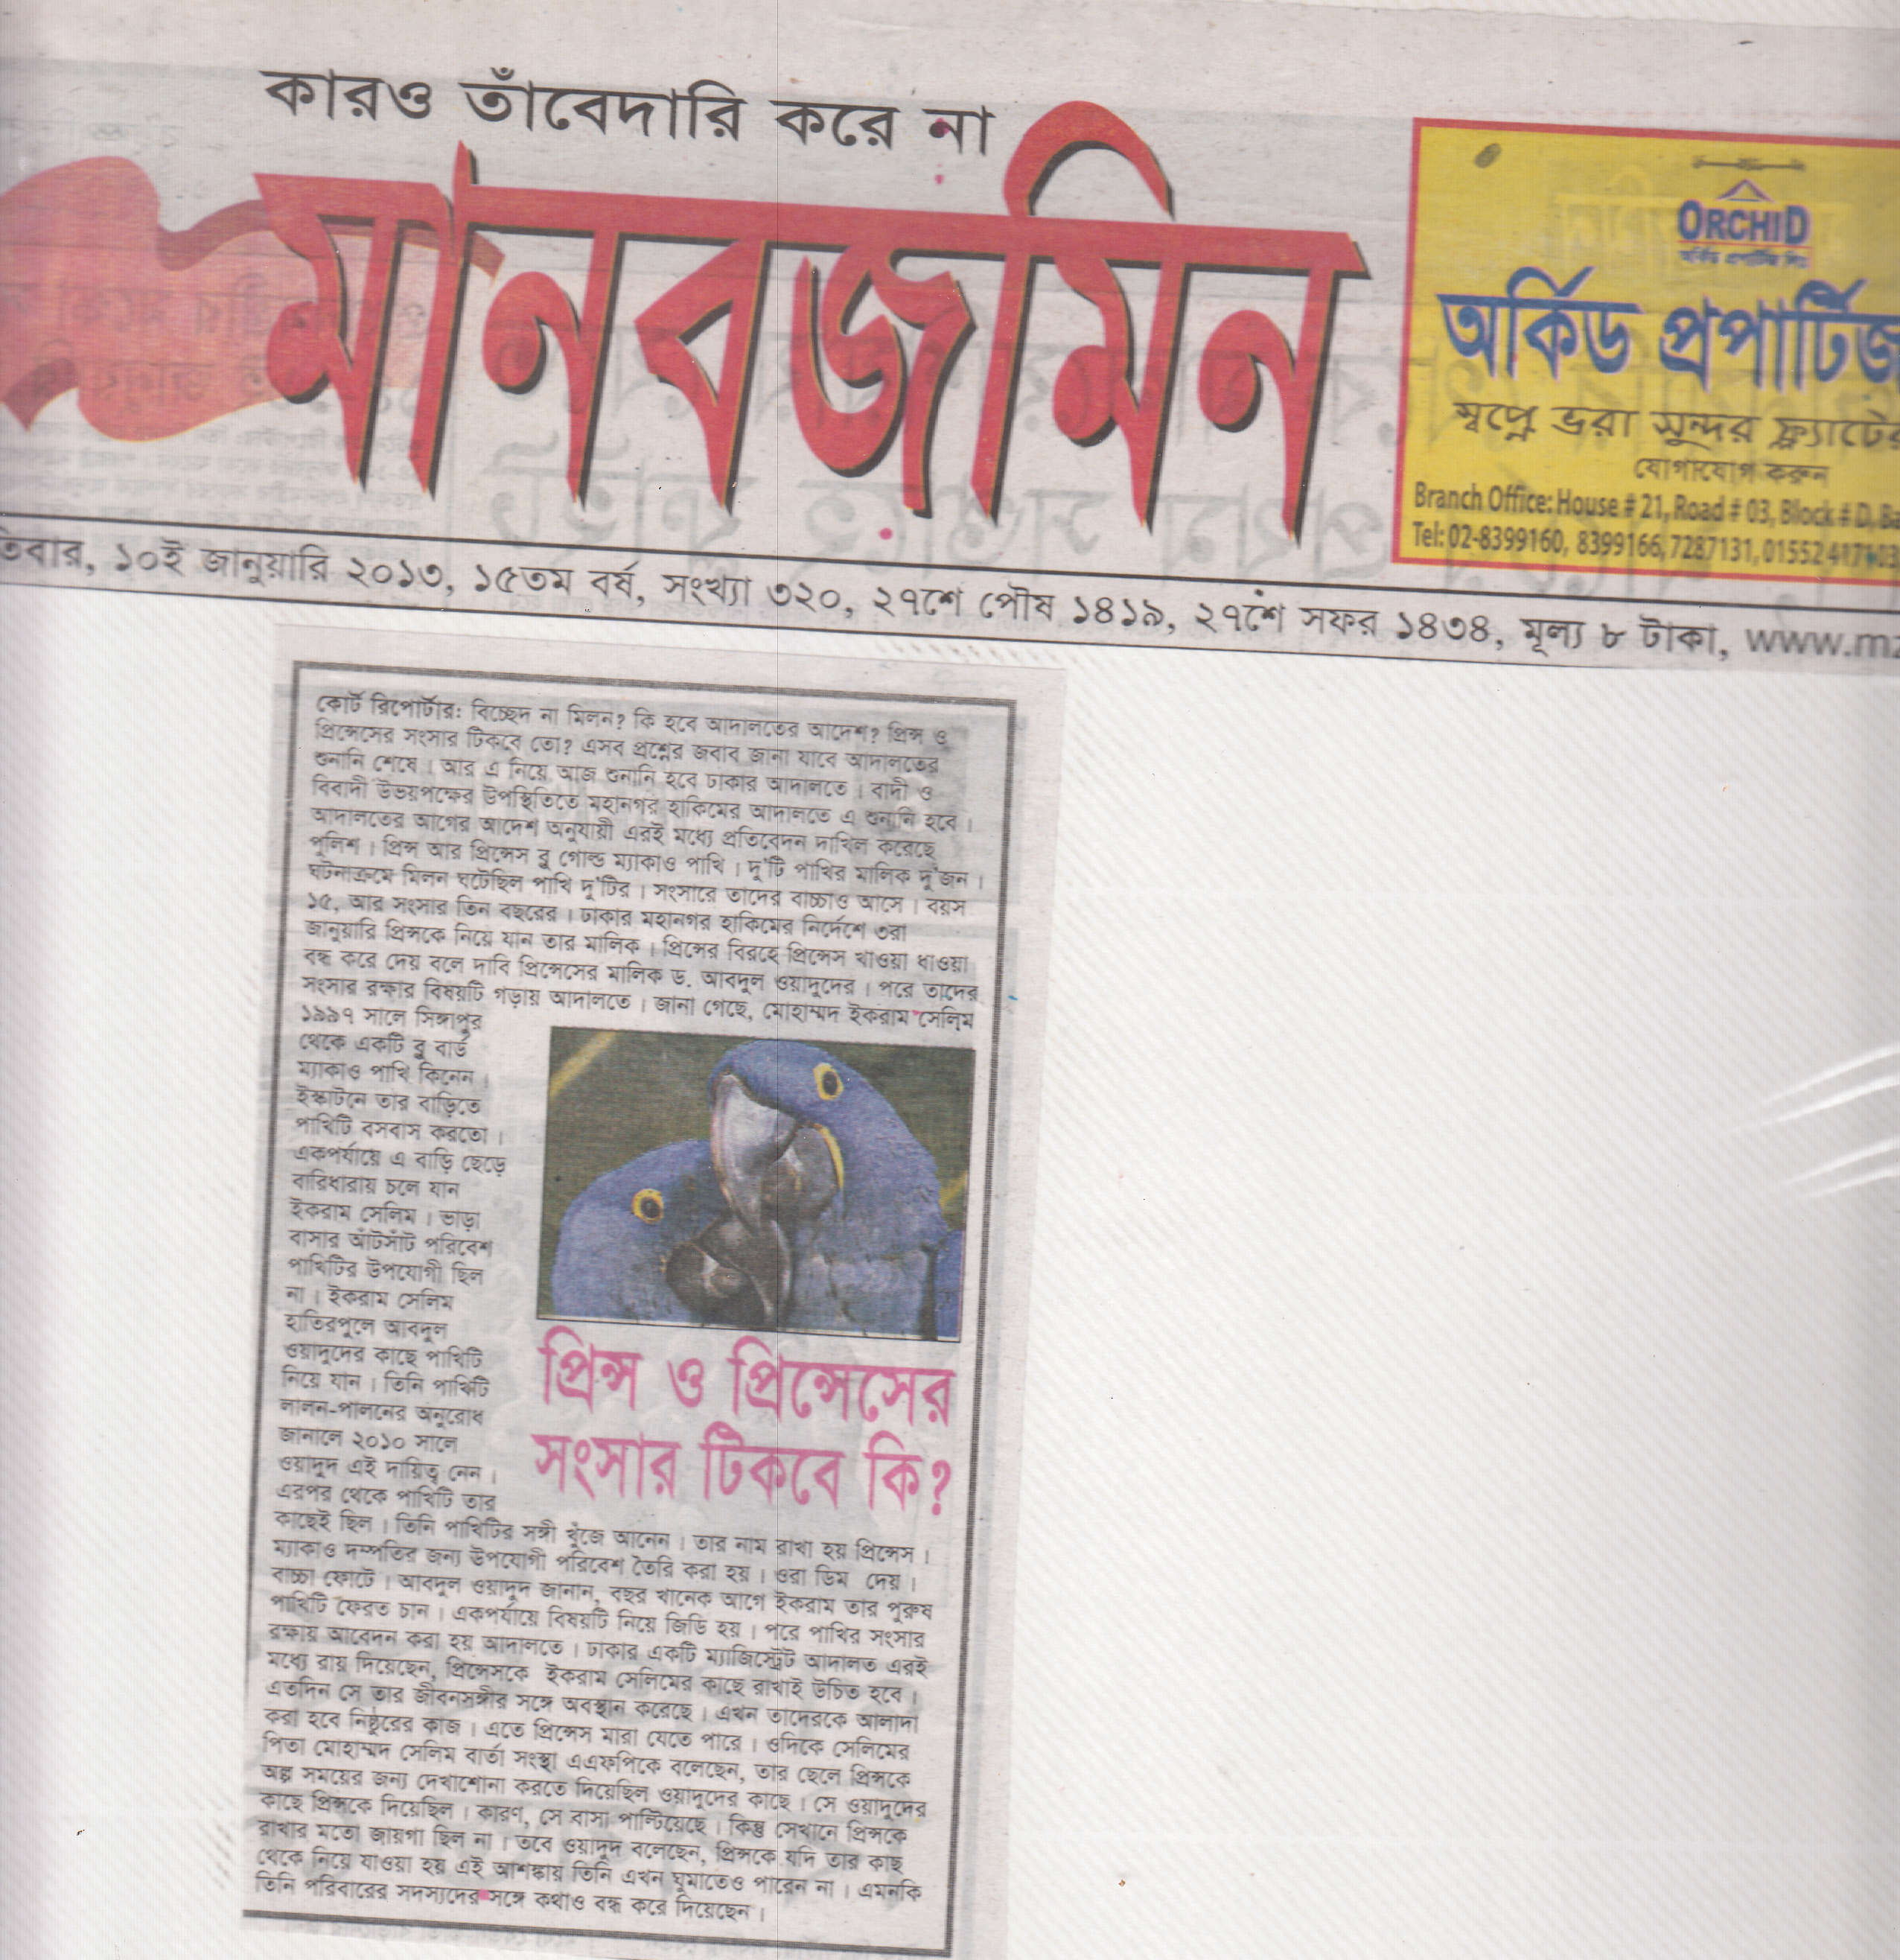 কারও তাঁবেদারি করে না
মানবজমিন
ORCHID
অর্কিড প্রপার্টিজ
স্বপ্নে ভরা সুন্দর ফ্ল্যাটের
যোগাযোগ করুন
Branch Office: House # 21, Road # 03, Block # D,
Tel: 02-8399160, 8399166, 7287131,
১০ই জানুয়ারি ২০১৩, ১৫তম বর্ষ, সংখ্যা ৩২০, ২৭শে পৌষ ১৪১৯, ২৭শে সফর ১৪৩৪, মূল্য ৮ টাকা, www.mz
কোর্ট রিপোর্টার: বিচ্ছেদ না মিলন? কি হবে আদালতের আদেশ? প্রিন্স ও
প্রিন্সেসের সংসার টিকবে তো? এসব প্রশ্নের জবাব জানা যাবে আদালতের
শুনানি শেষে। আর এ নিয়ে আজ শুনানি হবে ঢাকার আদালতে। বাদী ও
বিবাদী উভয়পক্ষের উপস্থিতিতে মহানগর হাকিমের আদালতে এ শুনানি হবে।
আদালতের আগের আদেশ অনুযায়ী এরই মধ্যে প্রতিবেদন দাখিল করেছে
পুলিশ। প্রিন্স আর প্রিন্সেস ব্লু গোল্ড ম্যাকাও পাখি। দু'টি পাখির মালিক দু'জন।
ঘটনাক্রমে মিলন ঘটেছিল পাখি দু'টির। সংসারে তাদের বাচ্চাও আসে। বয়স
১৫, আর সংসার তিন বছরের। ঢাকার মহানগর হাকিমের নির্দেশে ৩রা
জানুয়ারি প্রিন্সকে নিয়ে যান তার মালিক। প্রিন্সের বিরহে প্রিন্সেস খাওয়া ধাওয়া
বন্ধ করে দেয় বলে দাবি প্রিন্সেসের মালিক ড. আবদুল ওয়াদুদের। পরে তাদের
সংসার রক্ষার বিষয়টি গড়ায় আদালতে। জানা গেছে, মোহাম্মদ ইকরাম সেলিম
১৯৯৭ সালে সিঙ্গাপুর
থেকে একটি ব্লু বার্ড
ম্যাকাও পাখি কিনেন।
ইস্কাটনে তার বাড়িতে
পাখিটি বসবাস করতো।
একপর্যায়ে এ বাড়ি ছেড়ে
বারিধারায় চলে যান
ইকরাম সেলিম। ভাড়া
বাসার আঁটসাঁট পরিবেশ
পাখিটির উপযোগী ছিল
না। ইকরাম সেলিম
হাতিরপুলে আবদুল
ওয়াদুদের কাছে পাখিটি
নিয়ে যান। তিনি পাখিটি
লালন-পালনের অনুরোধ
জানালে ২০১০ সালে
ওয়াদুদ এই দায়িত্ব নেন।
এরপর থেকে পাখিটি তার
প্রিন্স ও প্রিন্সেসের
সংসার টিকবে কি?
কাছেই ছিল। তিনি পাখিটির সঙ্গী খুঁজে আনেন। তার নাম রাখা হয় প্রিন্সেস।
ম্যাকাও দম্পতির জন্য উপযোগী পরিবেশ তৈরি করা হয়। ওরা ডিম দেয়।
বাচ্চা ফোটে। আবদুল ওয়াদুদ জানান, বছর খানেক আগে ইকরাম তার পুরুষ
পাখিটি ফেরত চান। একপর্যায়ে বিষয়টি নিয়ে জিডি হয়। পরে পাখির সংসার
রক্ষায় আবেদন করা হয় আদালতে। ঢাকার একটি ম্যাজিস্ট্রেট আদালত এরই
মধ্যে রায় দিয়েছেন, প্রিন্সেসকে ইকরাম সেলিমের কাছে রাখাই উচিত হবে।
এতদিন সে তার জীবনসঙ্গীর সঙ্গে অবস্থান করেছে। এখন তাদেরকে আলাদা
করা হবে নিষ্ঠুরের কাজ। এতে প্রিন্সেস মারা যেতে পারে। ওদিকে সেলিমের
পিতা মোহাম্মদ সেলিম বার্তা সংস্থা এএফপিকে বলেছেন, তার ছেলে প্রিন্সকে
অল্প সময়ের জন্য দেখাশোনা করতে দিয়েছিল ওয়াদুদের কাছে। সে ওয়াদুদের
কাছে প্রিন্সকে দিয়েছিল। কারণ, সে বাসা পাল্টিয়েছে। কিন্তু সেখানে প্রিন্সকে
রাখার মতো জায়গা ছিল না। তবে ওয়াদুদ বলেছেন, প্রিন্সকে যদি তার কাছ
থেকে নিয়ে যাওয়া হয় এই আশঙ্কায় তিনি এখন ঘুমাতেও পারেন না। এমনকি
তিনি পরিবারের সদস্যদের সঙ্গে কথাও বন্ধ করে দিয়েছেন।